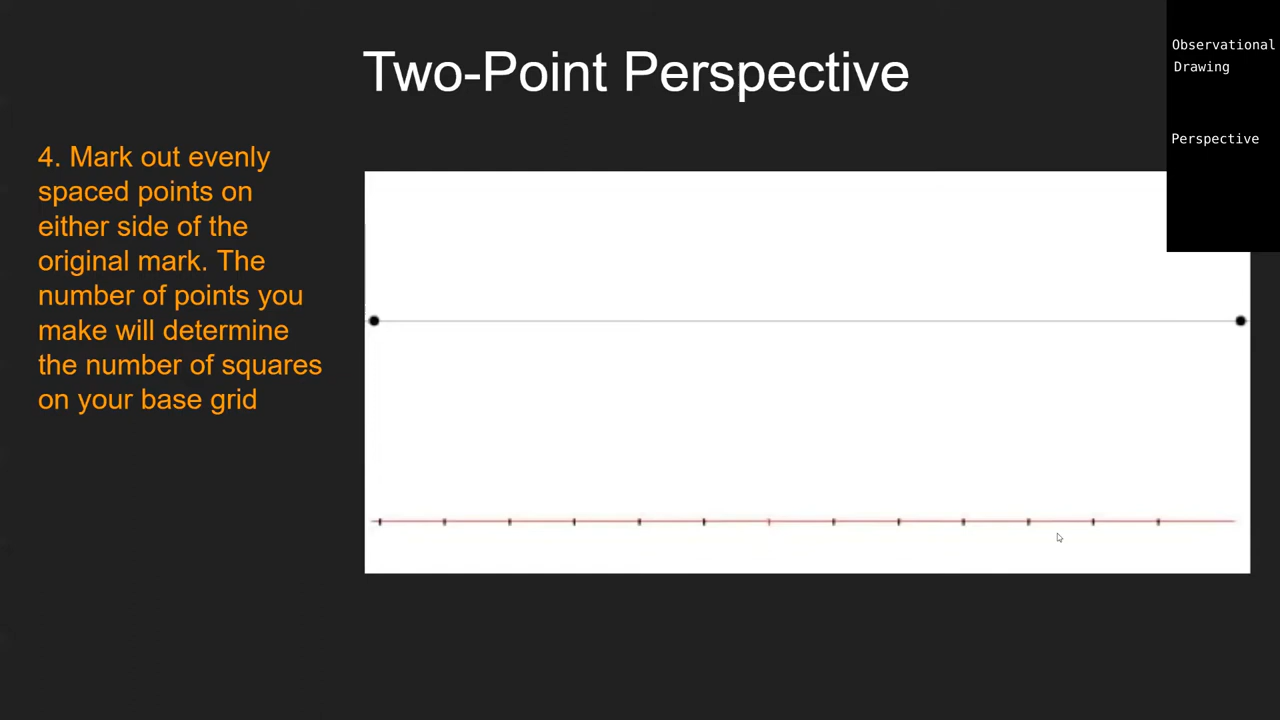 Two-Point Perspective
Observational
Drawing
Perspective
4. Mark out evenly
spaced points on
either side of the
original mark. The
number of points you
make will determine
the number of squares
on your base grid